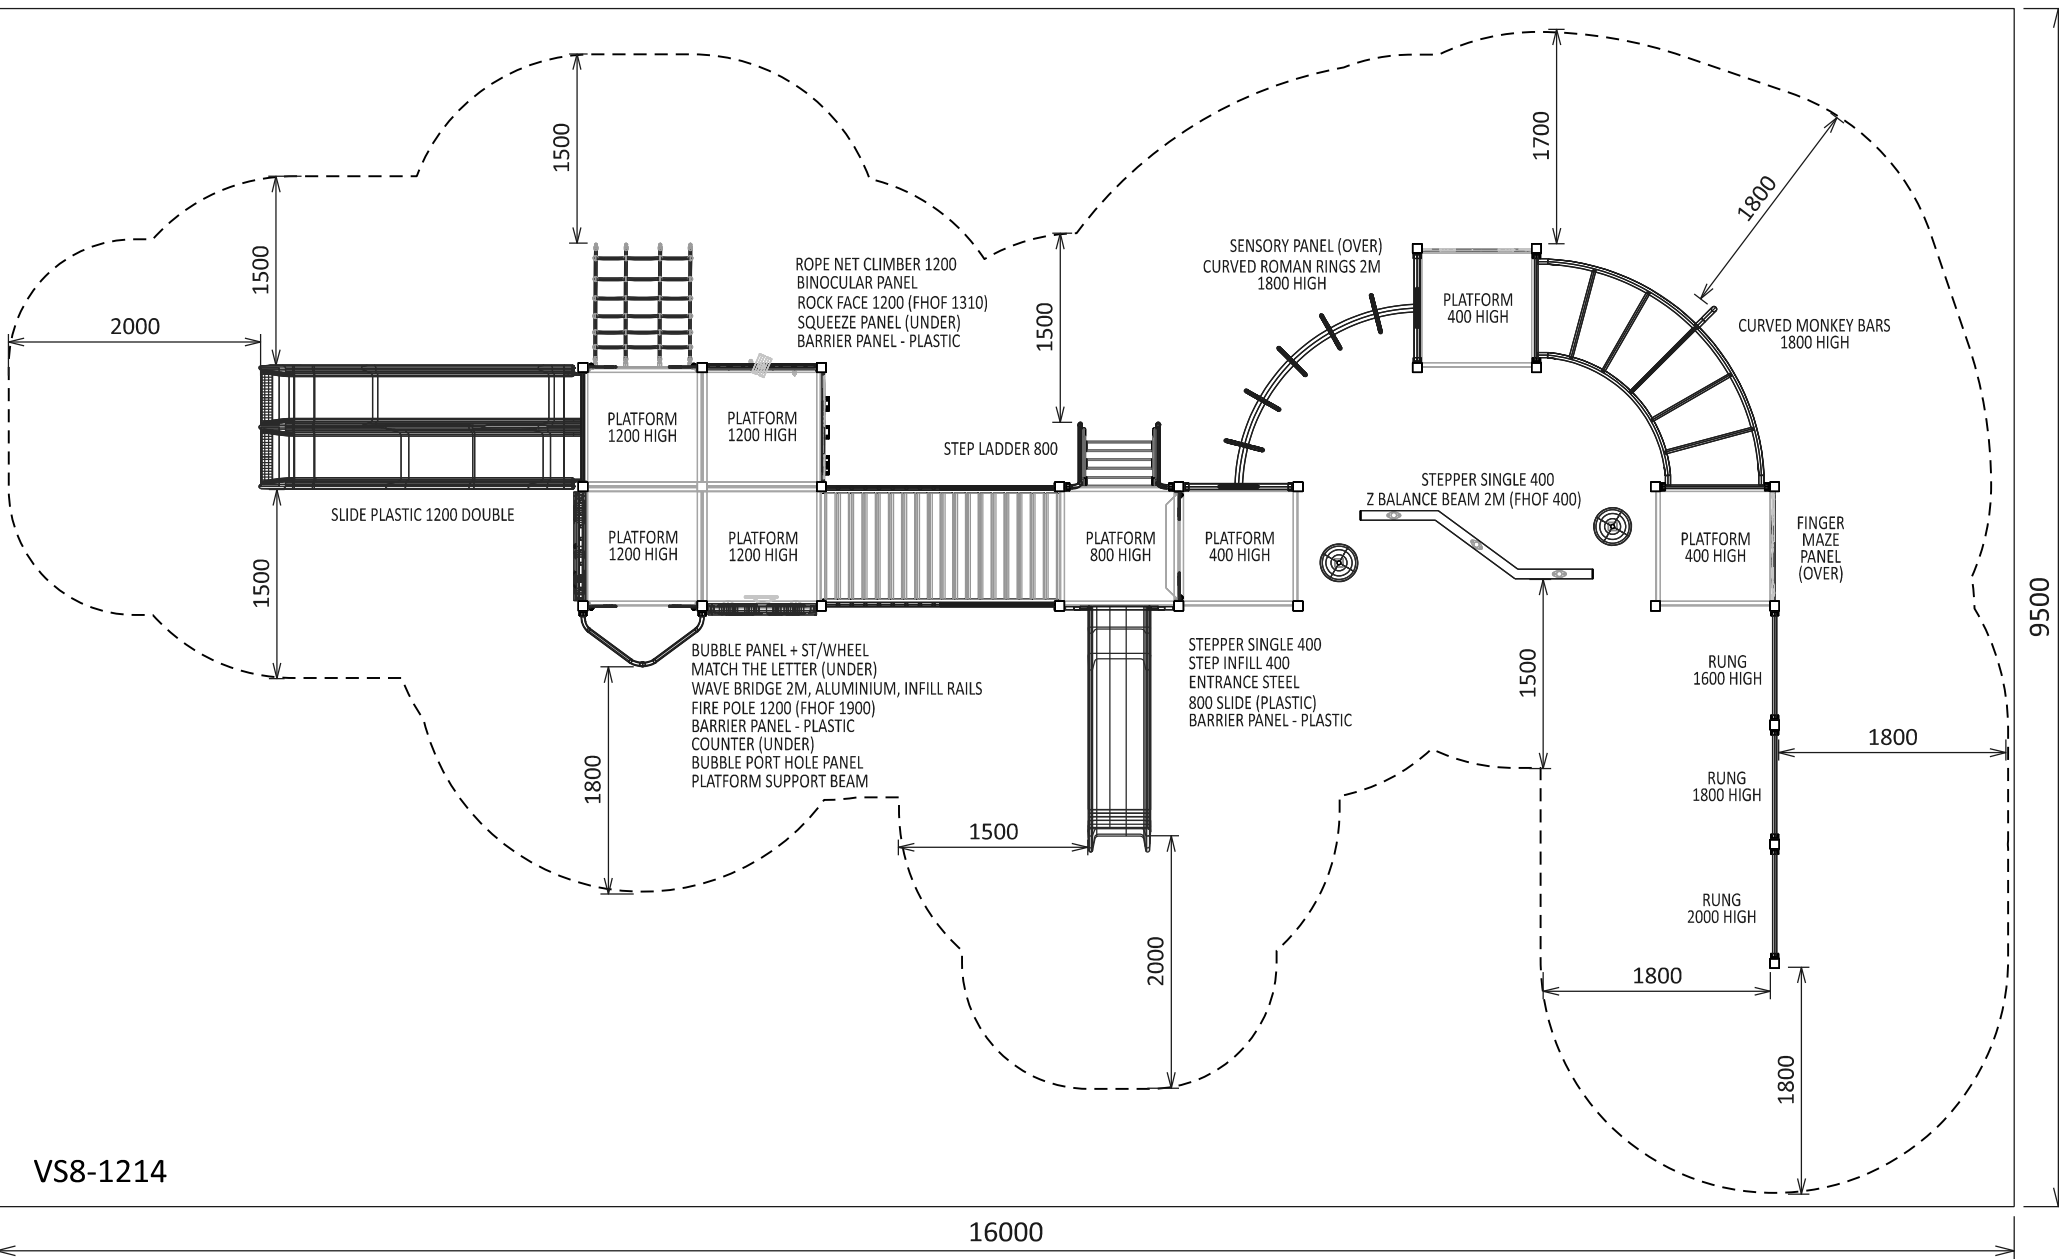 1500
1700
1800
1500
2000
1500
ROPE NET CLIMBER 1200
BINOCULAR PANEL
ROCK FACE 1200 (FHOF 1310)
SQUEEZE PANEL (UNDER)
BARRIER PANEL - PLASTIC
SENSORY PANEL (OVER)
CURVED ROMAN RINGS 2M
1800 HIGH
PLATFORM
400 HIGH
CURVED MONKEY BARS
1800 HIGH
PLATFORM
1200 HIGH
PLATFORM
1200 HIGH
STEP LADDER 800
STEPPER SINGLE 400
Z BALANCE BEAM 2M (FHOF 400)
SLIDE PLASTIC 1200 DOUBLE
PLATFORM
1200 HIGH
PLATFORM
1200 HIGH
PLATFORM
800 HIGH
PLATFORM
400 HIGH
PLATFORM
400 HIGH
FINGER
MAZE
PANEL
(OVER)
1500
9500
BUBBLE PANEL + ST/WHEEL
MATCH THE LETTER (UNDER)
WAVE BRIDGE 2M, ALUMINIUM, INFILL RAILS
FIRE POLE 1200 (FHOF 1900)
BARRIER PANEL - PLASTIC
COUNTER (UNDER)
BUBBLE PORT HOLE PANEL
PLATFORM SUPPORT BEAM
STEPPER SINGLE 400
STEP INFILL 400
ENTRANCE STEEL
800 SLIDE (PLASTIC)
BARRIER PANEL - PLASTIC
1500
RUNG
1600 HIGH
1800
1800
RUNG
1800 HIGH
1500
RUNG
2000 HIGH
2000
1800
1800
VS8-1214
16000